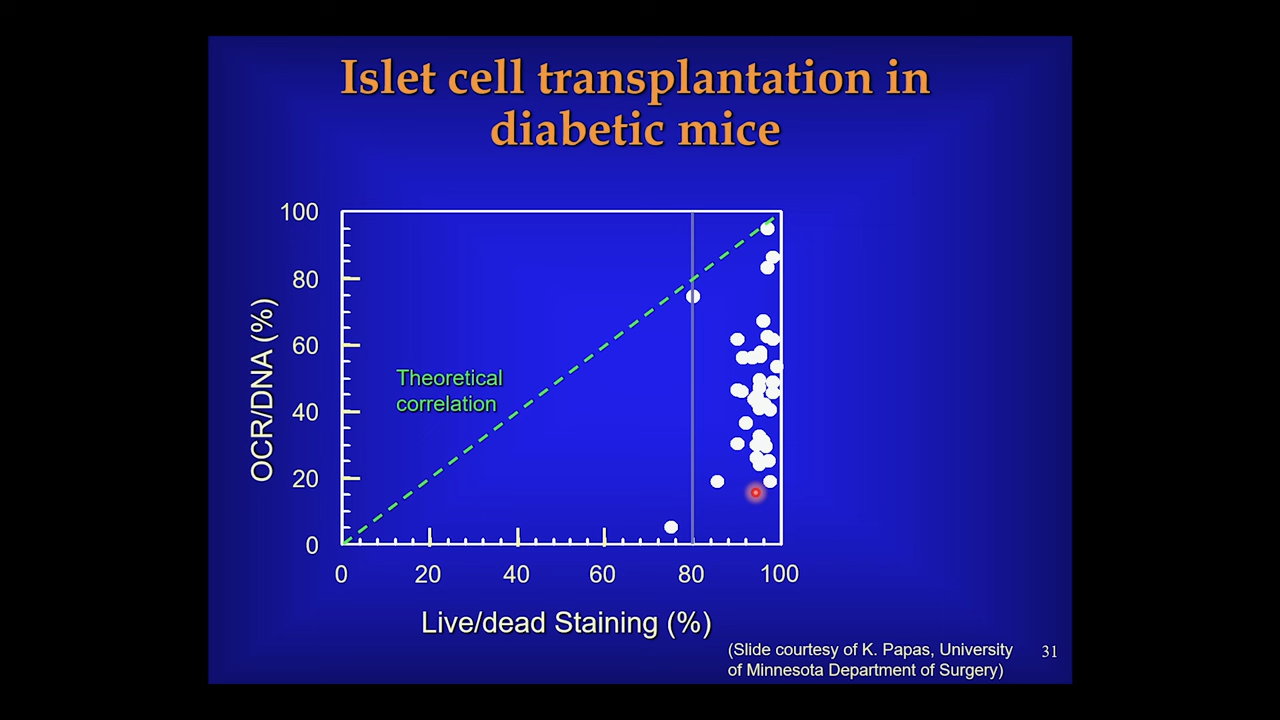 Islet cell transplantation in
diabetic mice
100
80
60
40
20
0
OCR/DNA (%)
Theoretical
correlation
0 20 40 60 80 100
Live/dead Staining (%)
(Slide courtesy of K. Papas, University
of Minnesota Department of Surgery)
31